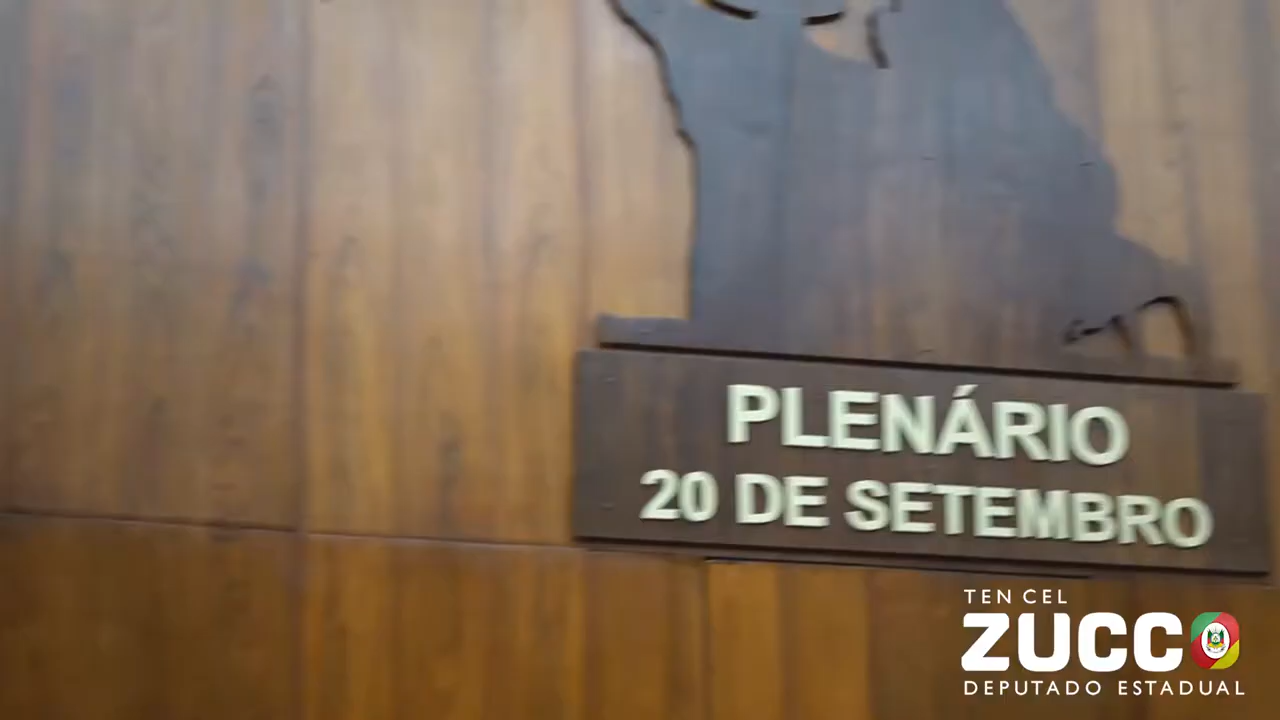 PLENÁRIO
20 DE SETEMBRO
TEN CEL
ZUCCO
DEPUTADO ESTADUAL